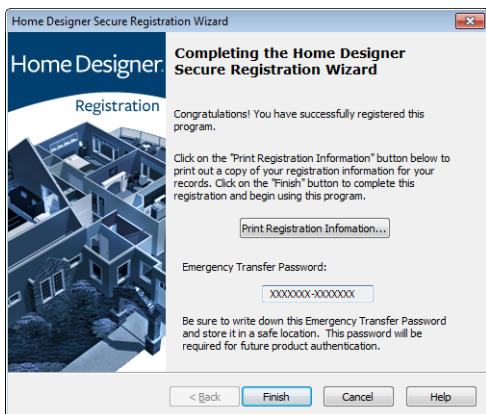 Home Designer Secure Registration Wizard
Home Designer.
Registration
Completing the Home Designer
Secure Registration Wizard
Congratulations! You have successfully registered this
program.
Click on the "Print Registration Information" button below to
print out a copy of your registration information for your
records. Click on the "Finish" button to complete this
registration and begin using this program.
Print Registration Infomation...
Emergency Transfer Password:
XXXXXXX-XXXXXXX
Be sure to write down this Emergency Transfer Password
and store it in a safe location. This password will be
required for future product authentication.
< Back
Finish
Cancel
Help